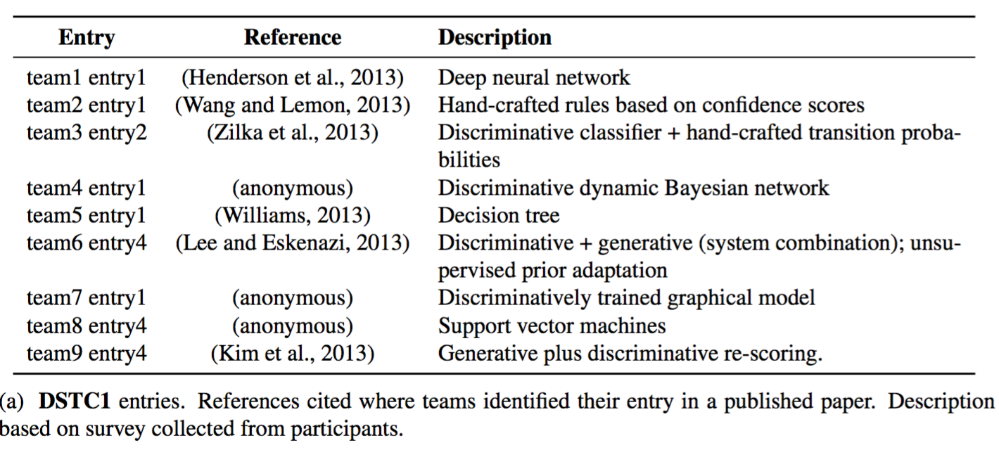 Entry Reference Description
team1 entry1 (Henderson et al., 2013) Deep neural network
team2 entry1 (Wang and Lemon, 2013) Hand-crafted rules based on confidence scores
team3 entry2 (Zilka et al., 2013) Discriminative classifier + hand-crafted transition proba-
bilities
team4 entry1 (anonymous) Discriminative dynamic Bayesian network
team5 entry1 (Williams, 2013) Decision tree
team6 entry4 (Lee and Eskenazi, 2013) Discriminative + generative (system combination); unsu-
pervised prior adaptation
team7 entry1 (anonymous) Discriminatively trained graphical model
team8 entry4 (anonymous) Support vector machines
team9 entry4 (Kim et al., 2013) Generative plus discriminative re-scoring.
(a) DSTC1 entries. References cited where teams identified their entry in a published paper. Description
based on survey collected from participants.